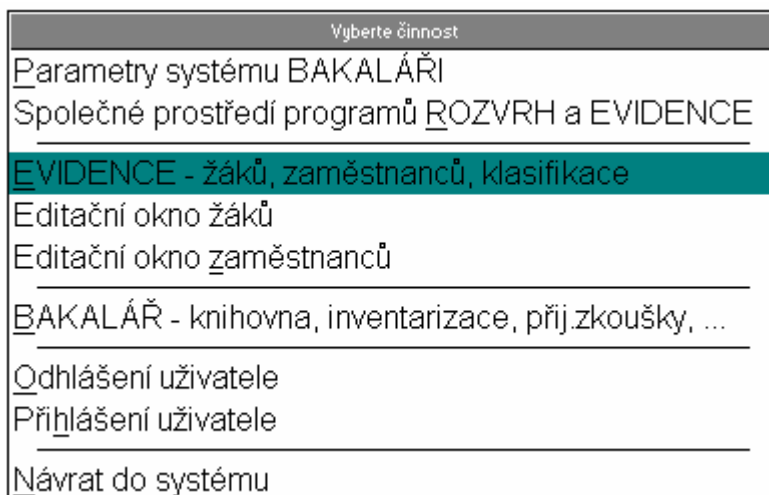 Vyberte činnost
Parametry systému BAKALÁŘI
Společné prostředí programů ROZVRH a EVIDENCE
EVIDENCE - žáků, zaměstnanců, klasifikace
Editační okno žáků
Editační okno zaměstnanců
BAKALÁŘ - knihovna, inventarizace, přij.zkoušky, ...
Odhlášení uživatele
Přihlášení uživatele
Návrat do systému